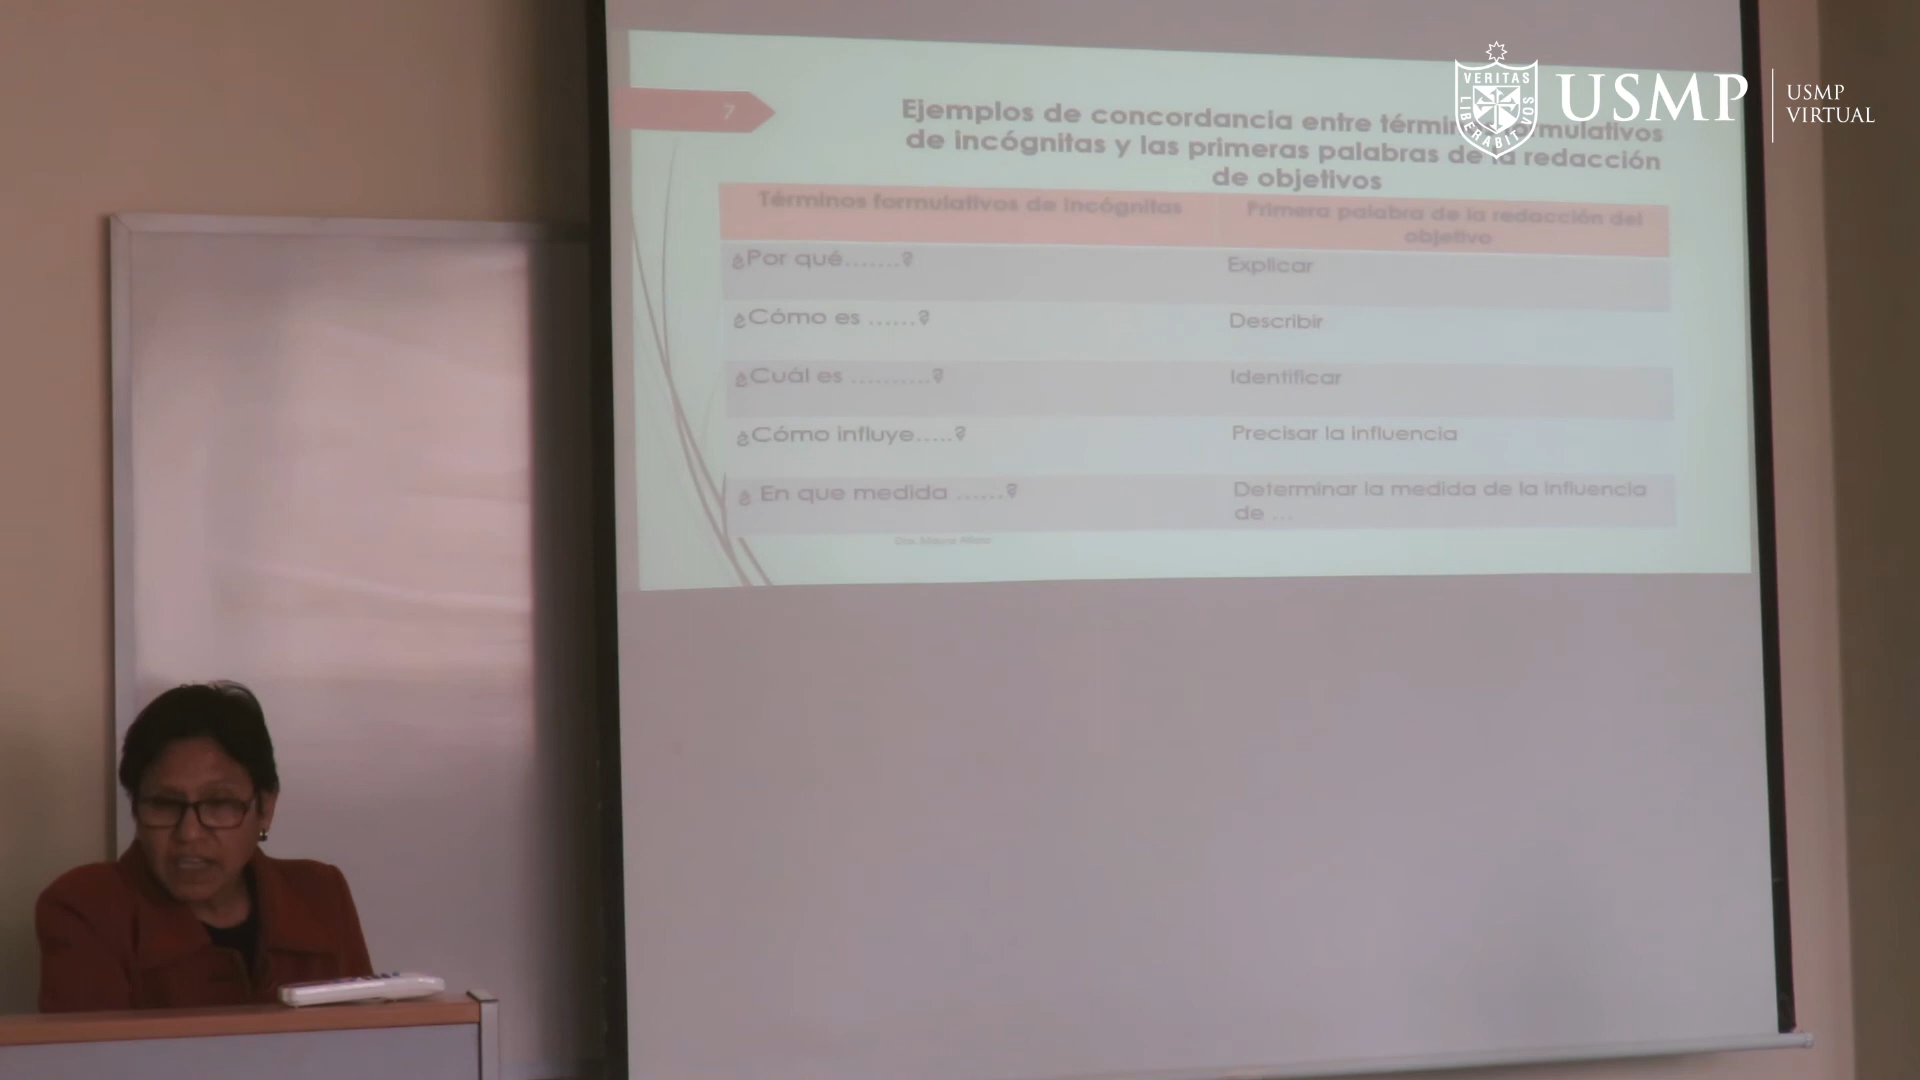 VERITAS
LIBERABIT VOS
USMP
USMP
VIRTUAL
7
Ejemplos de concordancia entre términos formulativos
de incógnitas y las primeras palabras de la redacción
de objetivos
Términos formulativos de incógnitas
Primera palabra de la redacción del
objetivo
¿Por qué.......?
Explicar
¿Cómo es ......?
Describir
¿Cuál es ..........?
Identificar
¿Cómo influye.....?
Precisar la influencia
¿ En que medida ......?
Determinar la medida de la influencia
de ...
Dra.